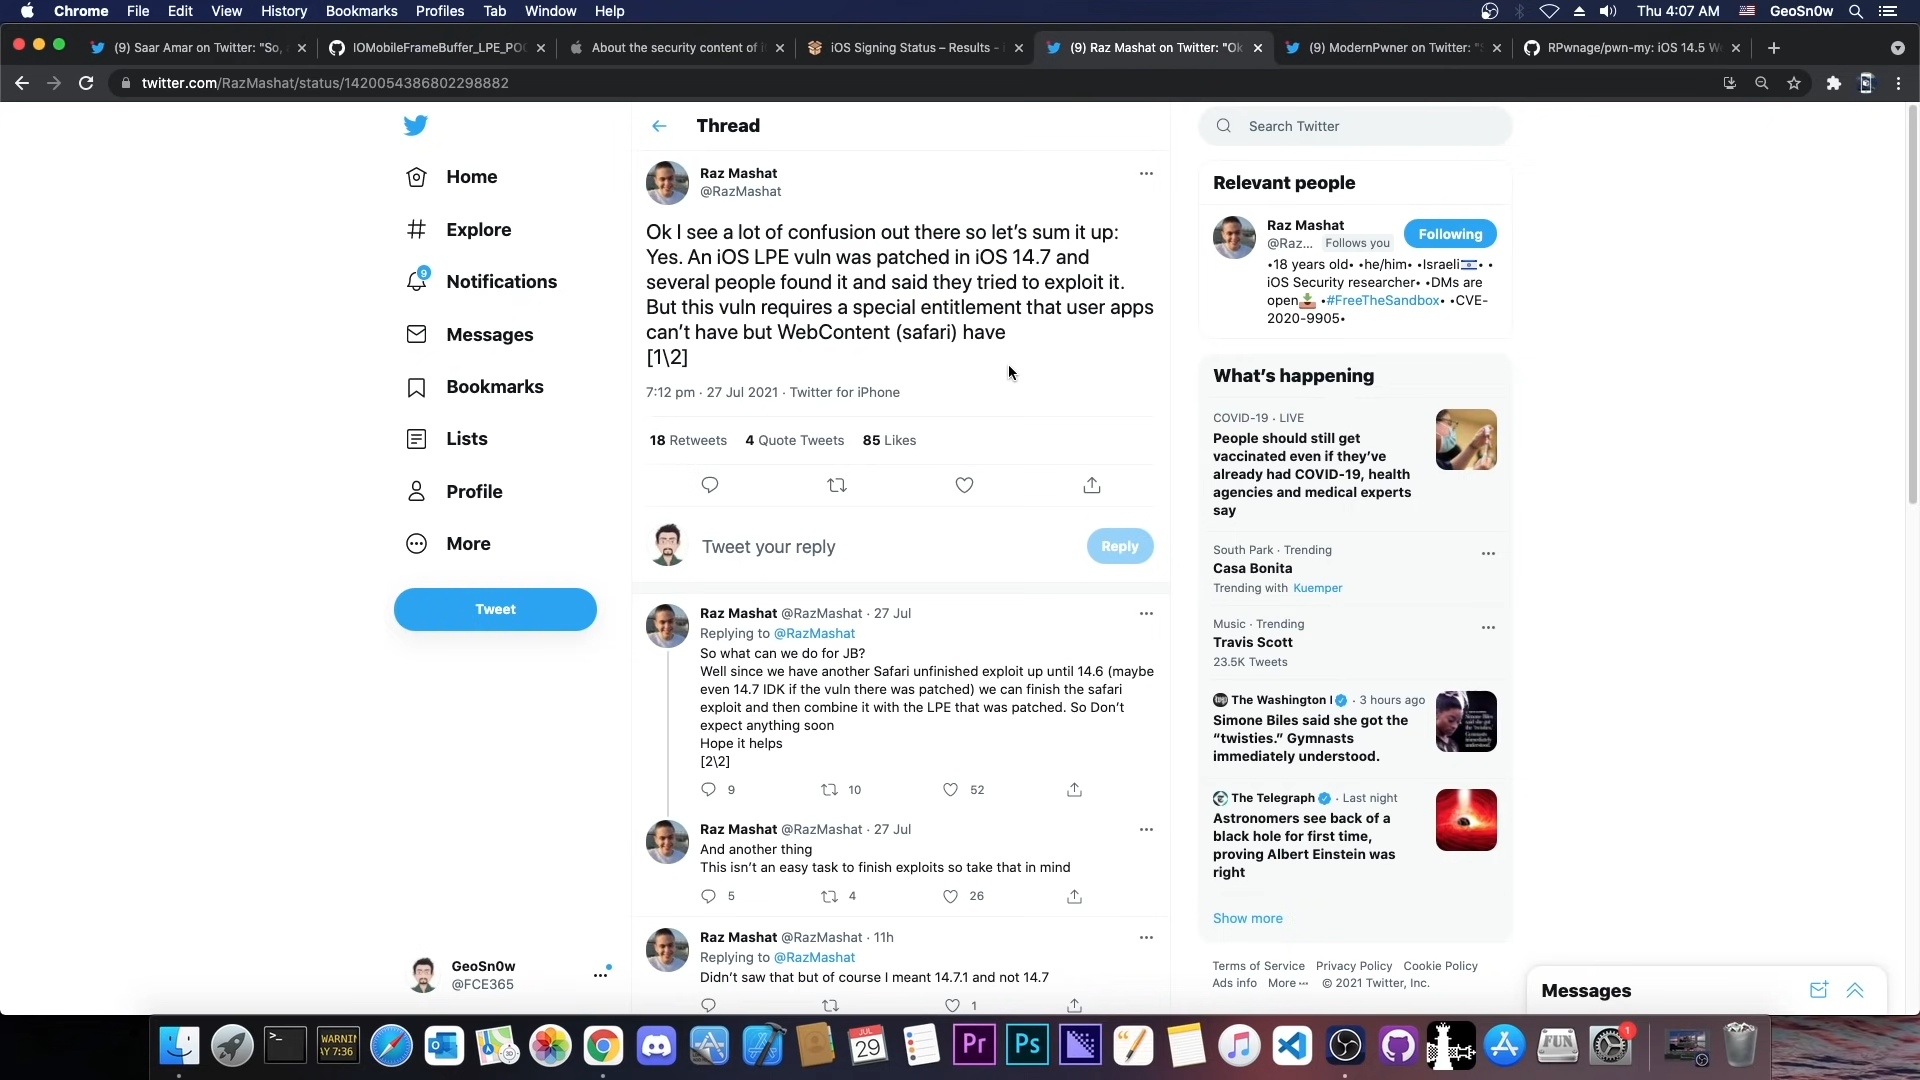 Chrome File Edit View History Bookmarks Profiles Tab Window Help Thu 4:07 AM GeoSn0w
(9) Saar Amar on Twitter: "So, IOMobileFrameBuffer_LPE_POC About the security content of i iOS Signing Status – Results - (9) Raz Mashat on Twitter: "Ok (9) ModernPwner on Twitter: " RPwnage/pwn-my: iOS 14.5 W
twitter.com/RazMashat/status/1420054386802298882
Home
Explore
9
Notifications
Messages
Bookmarks
Lists
Profile
More
Tweet
GeoSn0w
@FCE365
Thread
Raz Mashat
@RazMashat
Ok I see a lot of confusion out there so let's sum it up:
Yes. An iOS LPE vuln was patched in iOS 14.7 and
several people found it and said they tried to exploit it.
But this vuln requires a special entitlement that user apps
can't have but WebContent (safari) have
[1\2]
7:12 pm · 27 Jul 2021 · Twitter for iPhone
18 Retweets 4 Quote Tweets 85 Likes
Tweet your reply
Reply
Raz Mashat @RazMashat · 27 Jul
Replying to @RazMashat
So what can we do for JB?
Well since we have another Safari unfinished exploit up until 14.6 (maybe
even 14.7 IDK if the vuln there was patched) we can finish the safari
exploit and then combine it with the LPE that was patched. So Don't
expect anything soon
Hope it helps
[2\2]
9 10 52
Raz Mashat @RazMashat · 27 Jul
And another thing
This isn't an easy task to finish exploits so take that in mind
5 4 26
Raz Mashat @RazMashat · 11h
Replying to @RazMashat
Didn't saw that but of course I meant 14.7.1 and not 14.7
1
Search Twitter
Relevant people
Raz Mashat
@Raz... Follows you
Following
•18 years old• •he/him• •Israeli🇮🇱• •
iOS Security researcher• •DMs are
open📥 •#FreeTheSandbox• •CVE-
2020-9905•
What's happening
COVID-19 · LIVE
People should still get
vaccinated even if they've
already had COVID-19, health
agencies and medical experts
say
South Park · Trending
Casa Bonita
Trending with Kuemper
Music · Trending
Travis Scott
23.5K Tweets
The Washington · 3 hours ago
Simone Biles said she got the
"twisties." Gymnasts
immediately understood.
The Telegraph · Last night
Astronomers see back of a
black hole for first time,
proving Albert Einstein was
right
Show more
Terms of Service Privacy Policy Cookie Policy
Ads info More ··· © 2021 Twitter, Inc.
Messages
WARNIN
AY 7:36
JUL
29
Pr
Ps
FUN
1